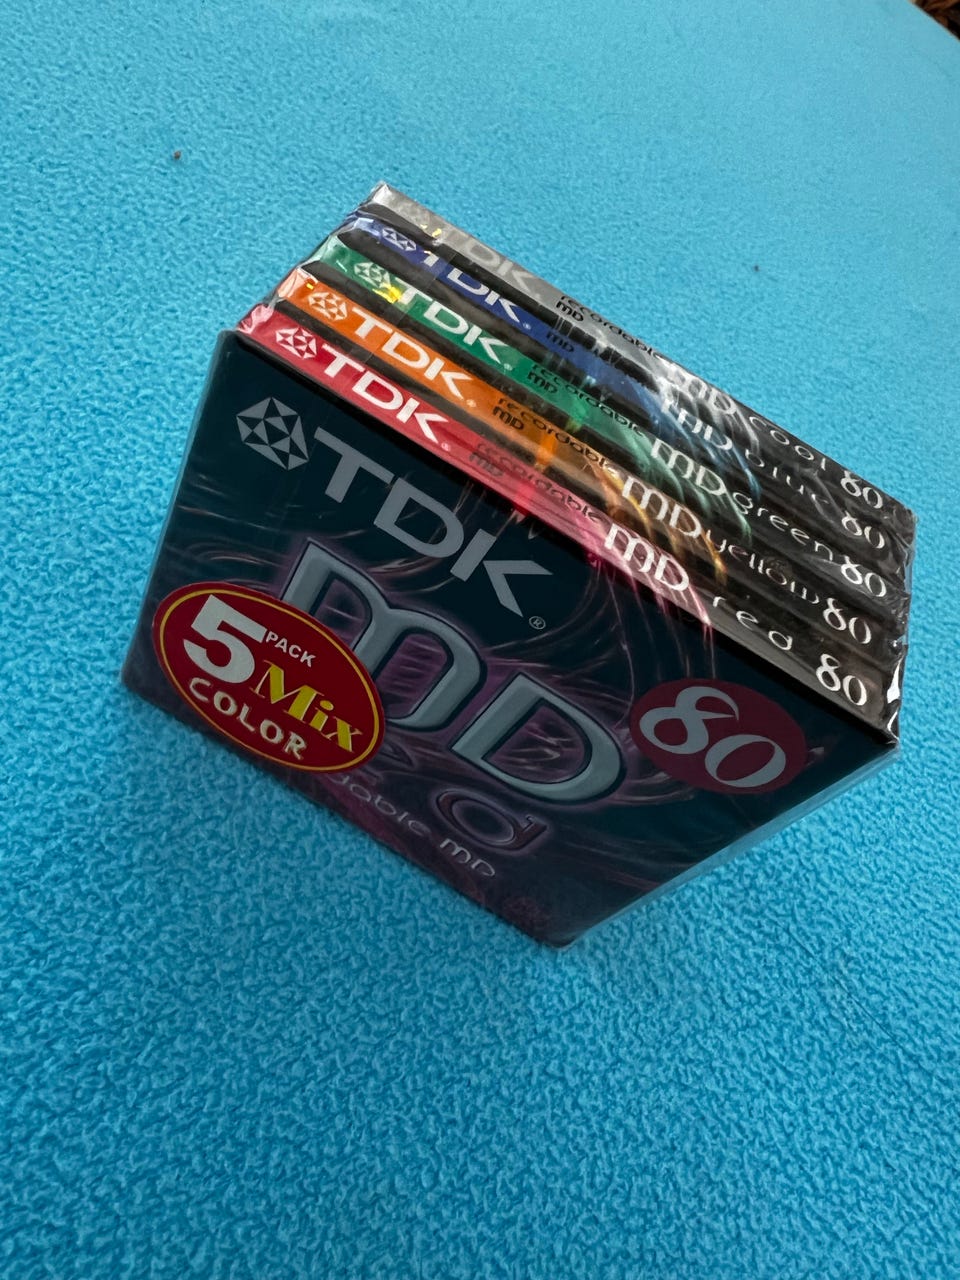 TDK recordable MD MD cool 80
TDK recordable MD MD blue 80
TDK recordable MD MD green 80
TDK recordable MD MD yellow 80
TDK recordable MD MD red 80
TDK®
MD
80
5 PACK
Mix
COLOR
MD